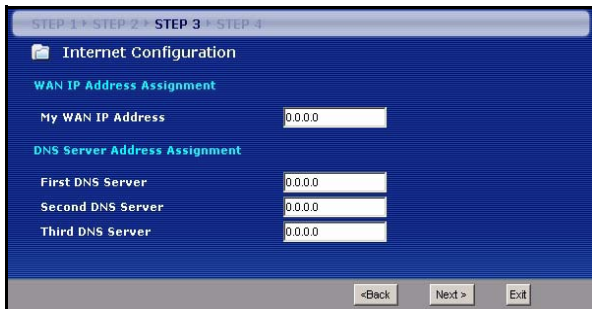 STEP 1 STEP 2 STEP 3 STEP 4
Internet Configuration
WAN IP Address Assignment
My WAN IP Address 0.0.0.0
DNS Server Address Assignment
First DNS Server 0.0.0.0
Second DNS Server 0.0.0.0
Third DNS Server 0.0.0.0
<Back Next > Exit